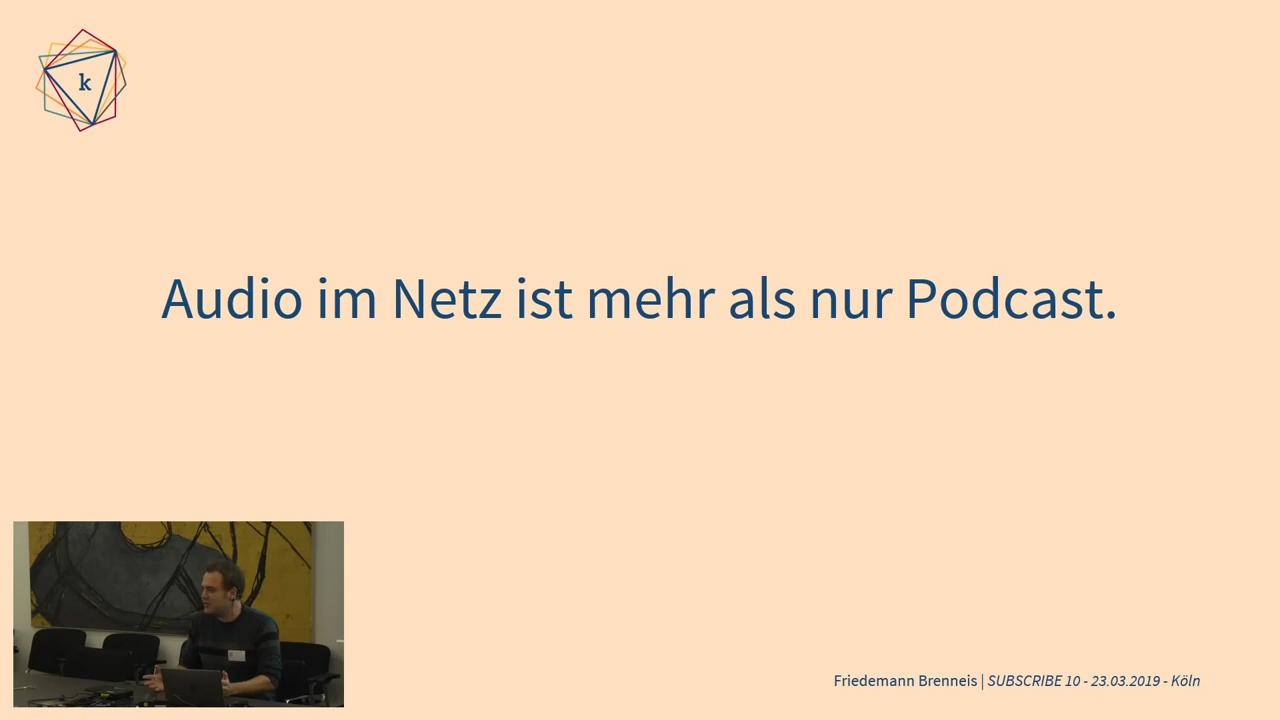 k
Audio im Netz ist mehr als nur Podcast.
Friedemann Brenneis | SUBSCRIBE 10 - 23.03.2019 - Köln